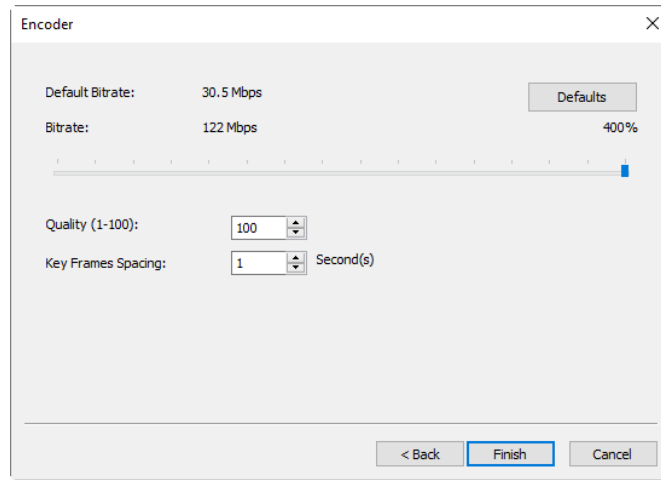 Encoder
Default Bitrate: 30.5 Mbps Defaults
Bitrate: 122 Mbps 400%
Quality (1-100): 100
Key Frames Spacing: 1 Second(s)
< Back Finish Cancel